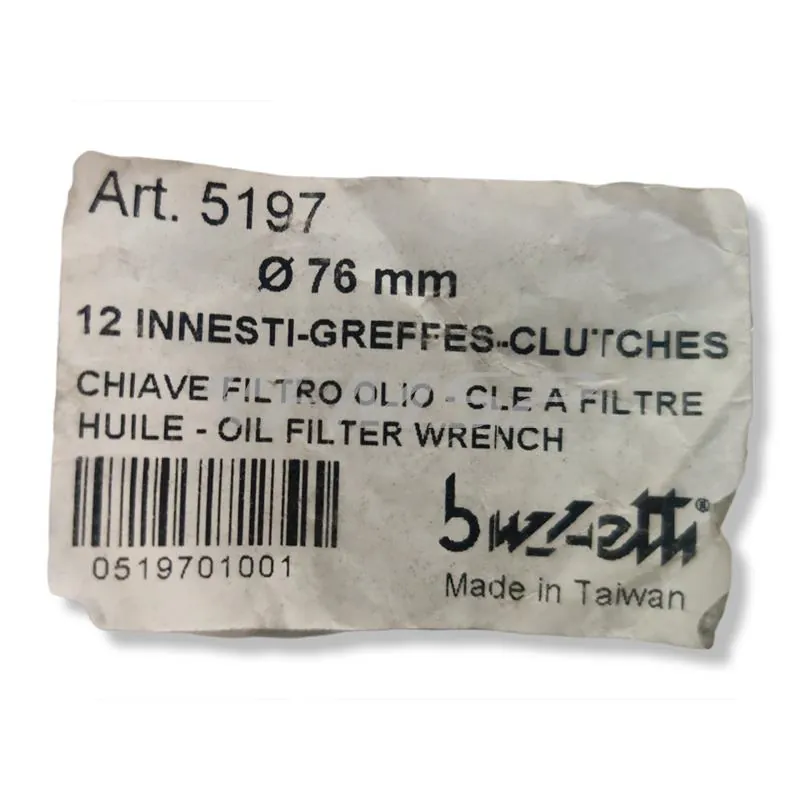 Art. 5197
Ø 76 mm
12 INNESTI-GREFFES-CLUTCHES
CHIAVE FILTRO OLIO - CLE A FILTRE
HUILE - OIL FILTER WRENCH
buzzetti®
0519701001
Made in Taiwan